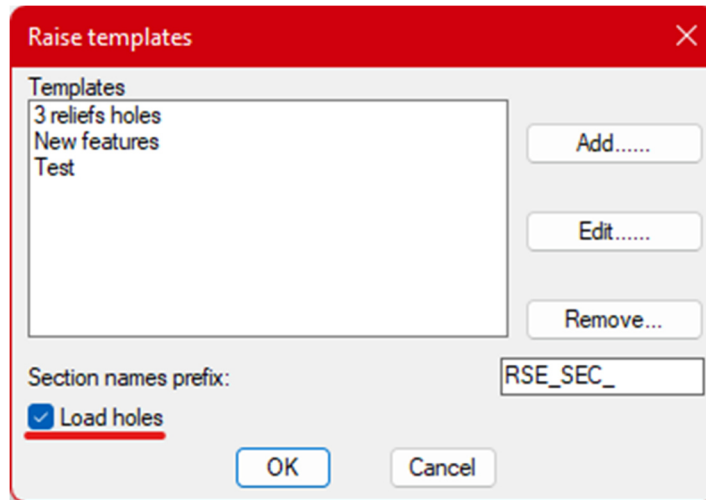 Raise templates
Templates
3 reliefs holes
New features
Test
Add......
Edit......
Remove...
Section names prefix:
RSE_SEC_
Load holes
OK
Cancel